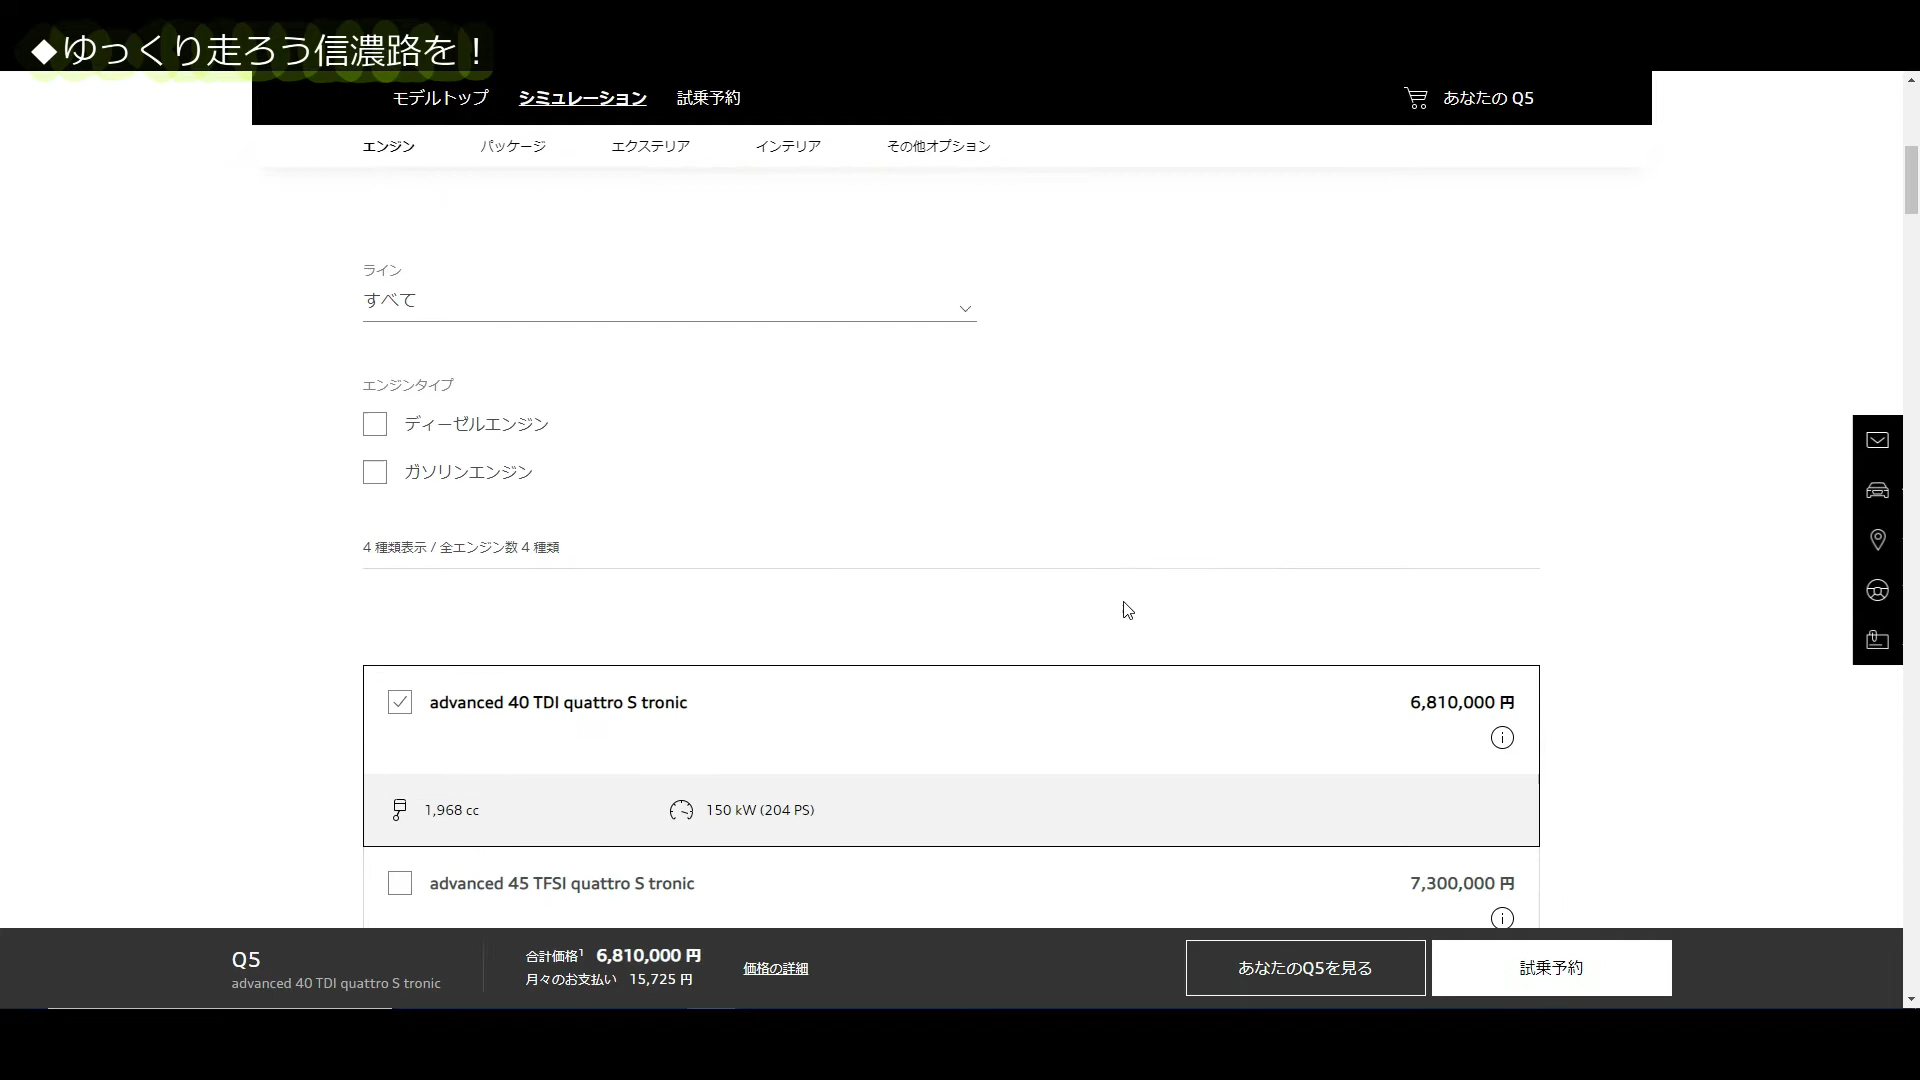 ◆ゆっくり走ろう信濃路を！
モデルトップ シミュレーション 試乗予約 あなたの Q5
エンジン パッケージ エクステリア インテリア その他オプション
ライン
すべて
エンジンタイプ
ディーゼルエンジン
ガソリンエンジン
4 種類表示 / 全エンジン数 4 種類
advanced 40 TDI quattro S tronic 6,810,000 円
1,968 cc 150 kW (204 PS)
advanced 45 TFSI quattro S tronic 7,300,000 円
Q5
advanced 40 TDI quattro S tronic
合計価格1 6,810,000 円
月々のお支払い 15,725 円
価格の詳細
あなたのQ5を見る
試乗予約